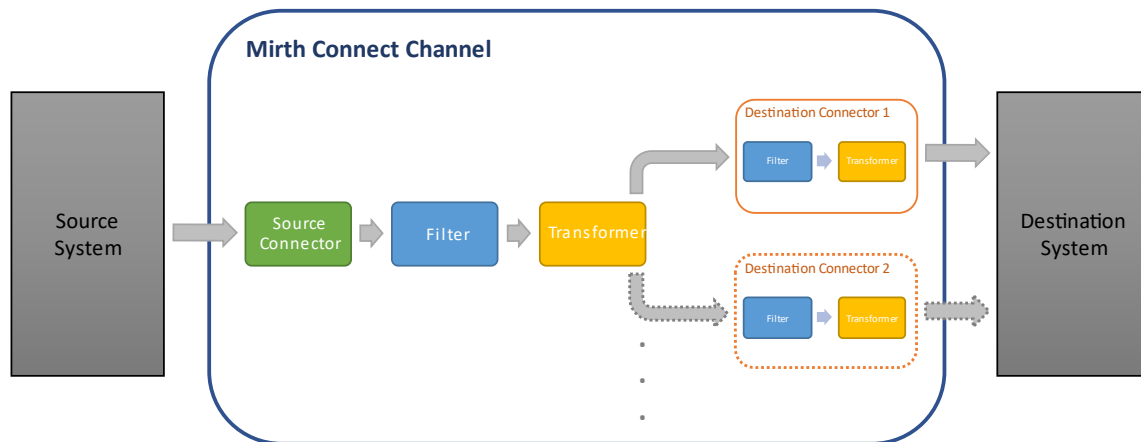 Mirth Connect Channel
Source
System
Source
Connector
Filter
Transformer
Destination Connector 1
Filter
Transformer
Destination Connector 2
Filter
Transformer
Destination
System